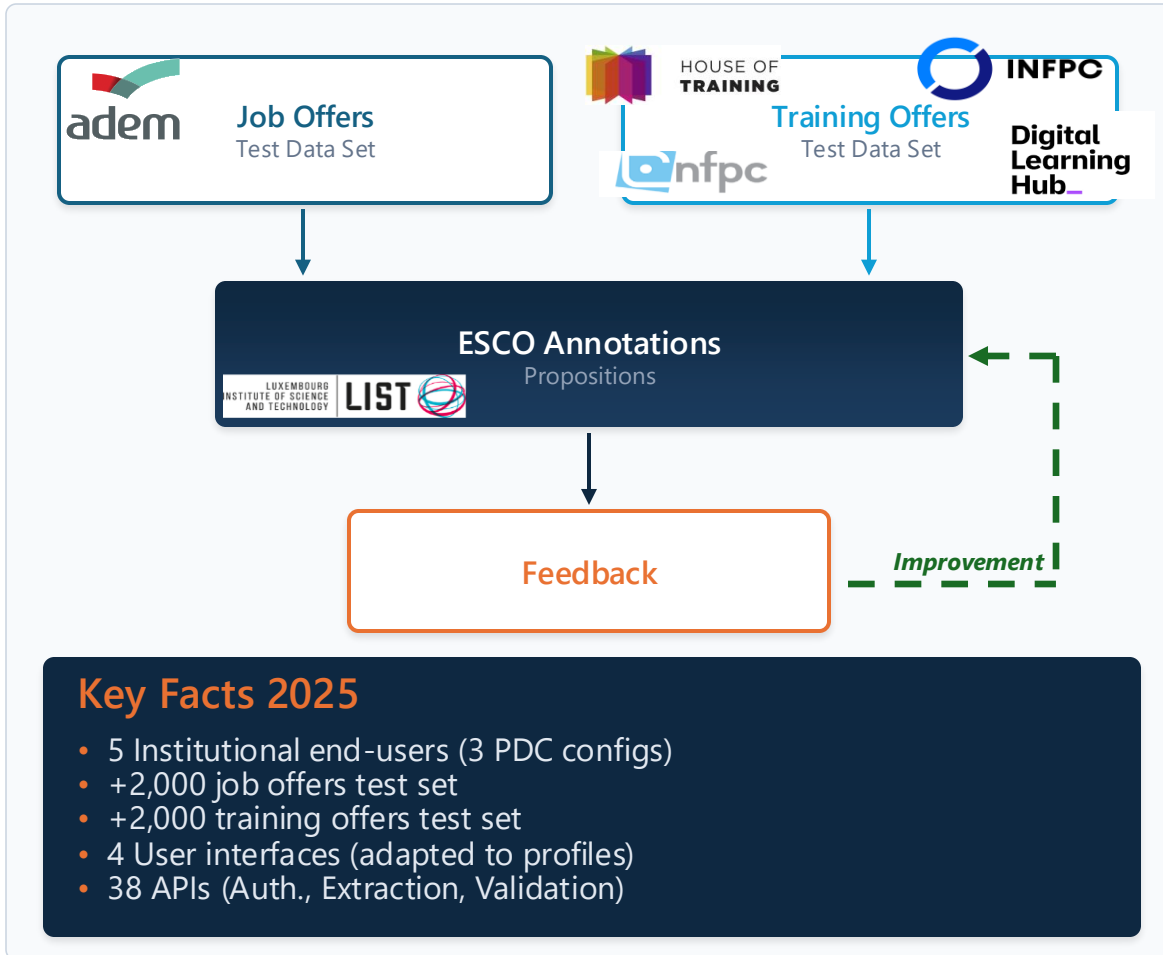 adem
Job Offers
Test Data Set
HOUSE OF
TRAINING
INFPC
Training Offers
Test Data Set
nfpc
Digital
Learning
Hub_
ESCO Annotations
Propositions
LUXEMBOURG
INSTITUTE OF SCIENCE
AND TECHNOLOGY
LIST
Feedback
Improvement
Key Facts 2025
• 5 Institutional end-users (3 PDC configs)
• +2,000 job offers test set
• +2,000 training offers test set
• 4 User interfaces (adapted to profiles)
• 38 APIs (Auth., Extraction, Validation)